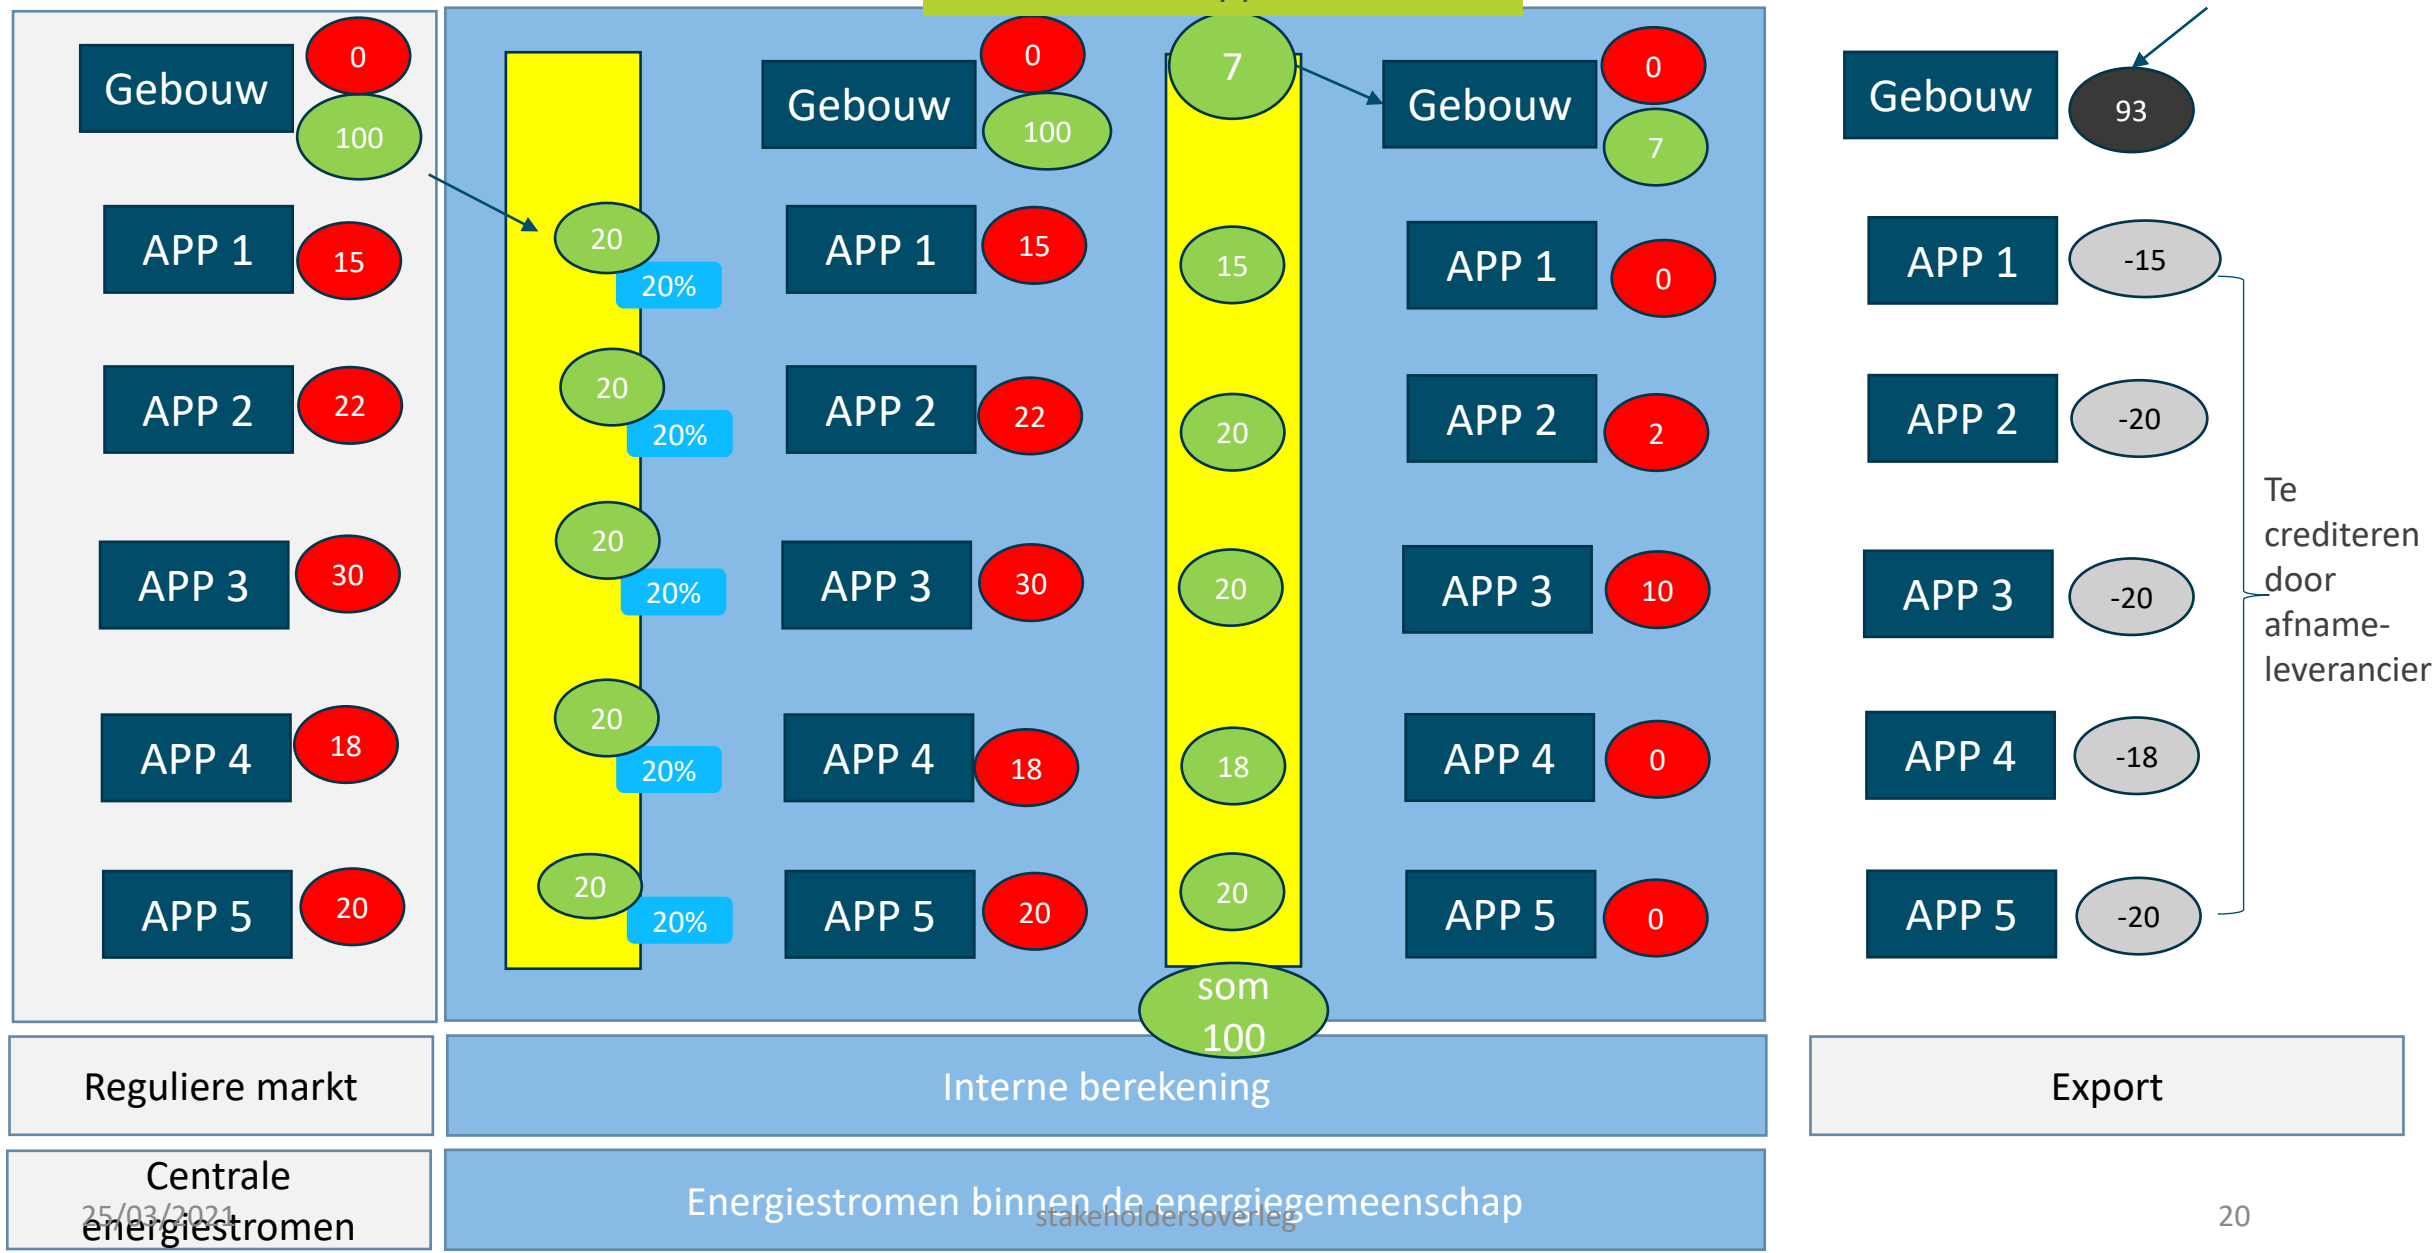 Gebouw
0
100
APP 1
15
APP 2
22
APP 3
30
APP 4
18
APP 5
20
20
20%
20
20%
20
20%
20
20%
20
20%
Gebouw
0
100
APP 1
15
APP 2
22
APP 3
30
APP 4
18
APP 5
20
7
15
20
20
18
20
som
100
Gebouw
0
7
APP 1
0
APP 2
2
APP 3
10
APP 4
0
APP 5
0
Gebouw
93
APP 1
-15
APP 2
-20
APP 3
-20
APP 4
-18
APP 5
-20
Te
crediteren
door
afname-
leverancier
Reguliere markt
Interne berekening
Export
Centrale
energiestromen
Energiestromen binnen de energiegemeenschap
25/03/2021
stakeholdersoverleg
20